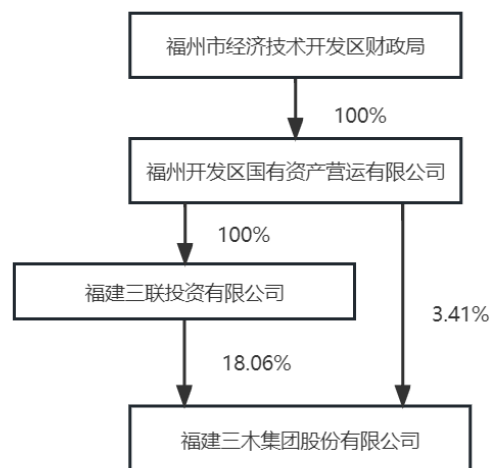 福州市经济技术开发区财政局
100%
福州开发区国有资产营运有限公司
100%
福建三联投资有限公司
3.41%
18.06%
福建三木集团股份有限公司